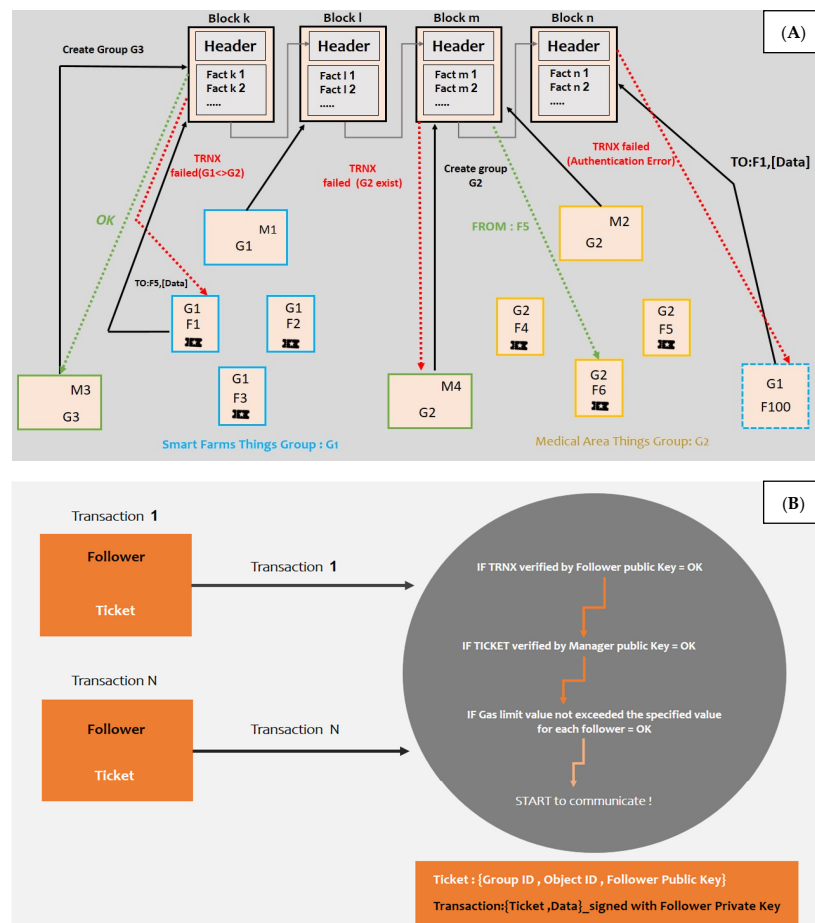 (A)
Block k
Block l
Block m
Block n
Create Group G3
Header
Header
Header
Header
Fact k 1
Fact k 2
.....
Fact l 1
Fact l 2
.....
Fact m 1
Fact m 2
.....
Fact n 1
Fact n 2
.....
TRNX
failed(G1<>G2)
TRNX
failed (G2 exist)
Create group
G2
TRNX failed
(Authentication Error)
TO:F1,[Data]
OK
FROM : F5
M1
G1
M2
G2
TO:F5,[Data]
G1
F1
G1
F2
G1
F3
G2
F4
G2
F5
G2
F6
M3
G3
M4
G2
G1
F100
Smart Farms Things Group : G1
Medical Area Things Group: G2
(B)
Transaction 1
Follower
Ticket
Transaction 1
Transaction N
Follower
Ticket
Transaction N
IF TRNX verified by Follower public Key = OK
IF TICKET verified by Manager public Key = OK
IF Gas limit value not exceeded the specified value
for each follower = OK
START to communicate !
Ticket : {Group ID , Object ID , Follower Public Key}
Transaction:{Ticket ,Data}_signed with Follower Private Key